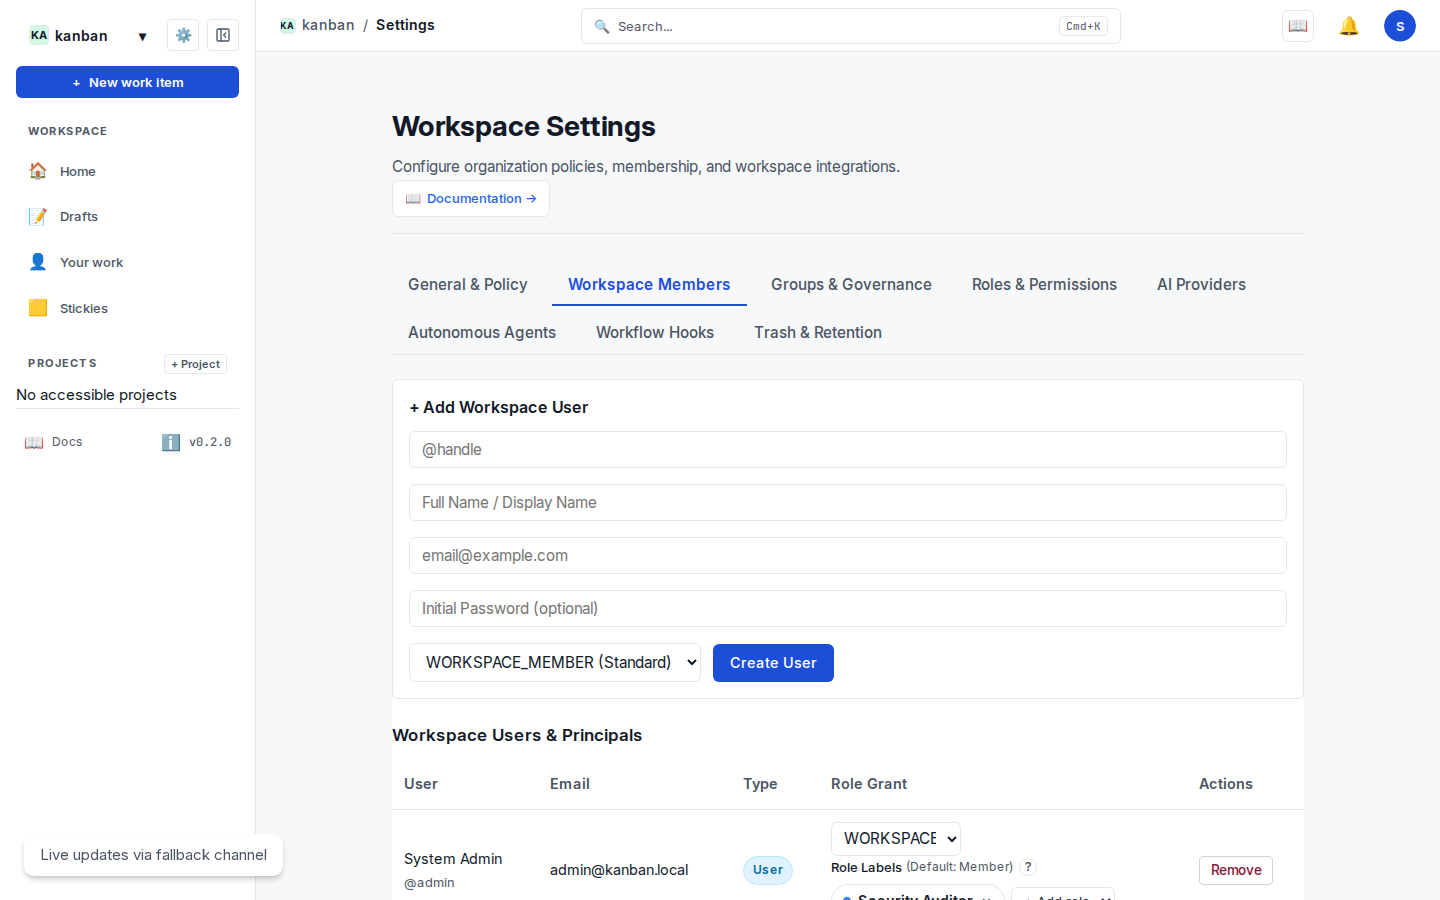 KA kanban ▾
+ New work item
WORKSPACE
Home
Drafts
Your work
Stickies
PROJECTS + Project
No accessible projects
Docs v0.2.0
KA kanban / Settings
Search... Cmd+K
S
Workspace Settings
Configure organization policies, membership, and workspace integrations.
Documentation →
General & Policy Workspace Members Groups & Governance Roles & Permissions AI Providers
Autonomous Agents Workflow Hooks Trash & Retention
+ Add Workspace User
@handle
Full Name / Display Name
email@example.com
Initial Password (optional)
WORKSPACE_MEMBER (Standard) Create User
Workspace Users & Principals
User Email Type Role Grant Actions
WORKSPACE
System Admin
@admin
admin@kanban.local
User
Role Labels (Default: Member) ?
Security Auditor
+ Add role
Remove
Live updates via fallback channel